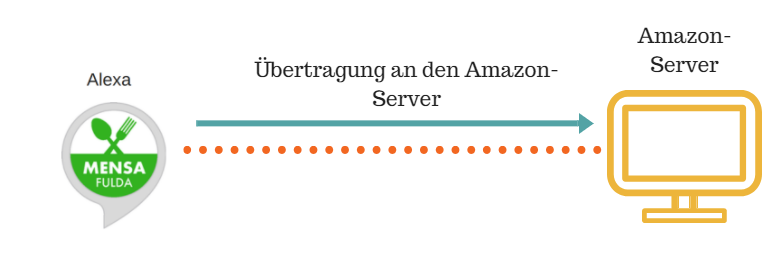 Amazon-
Server
Übertragung an den Amazon-
Server
Alexa
MENSA
FULDA